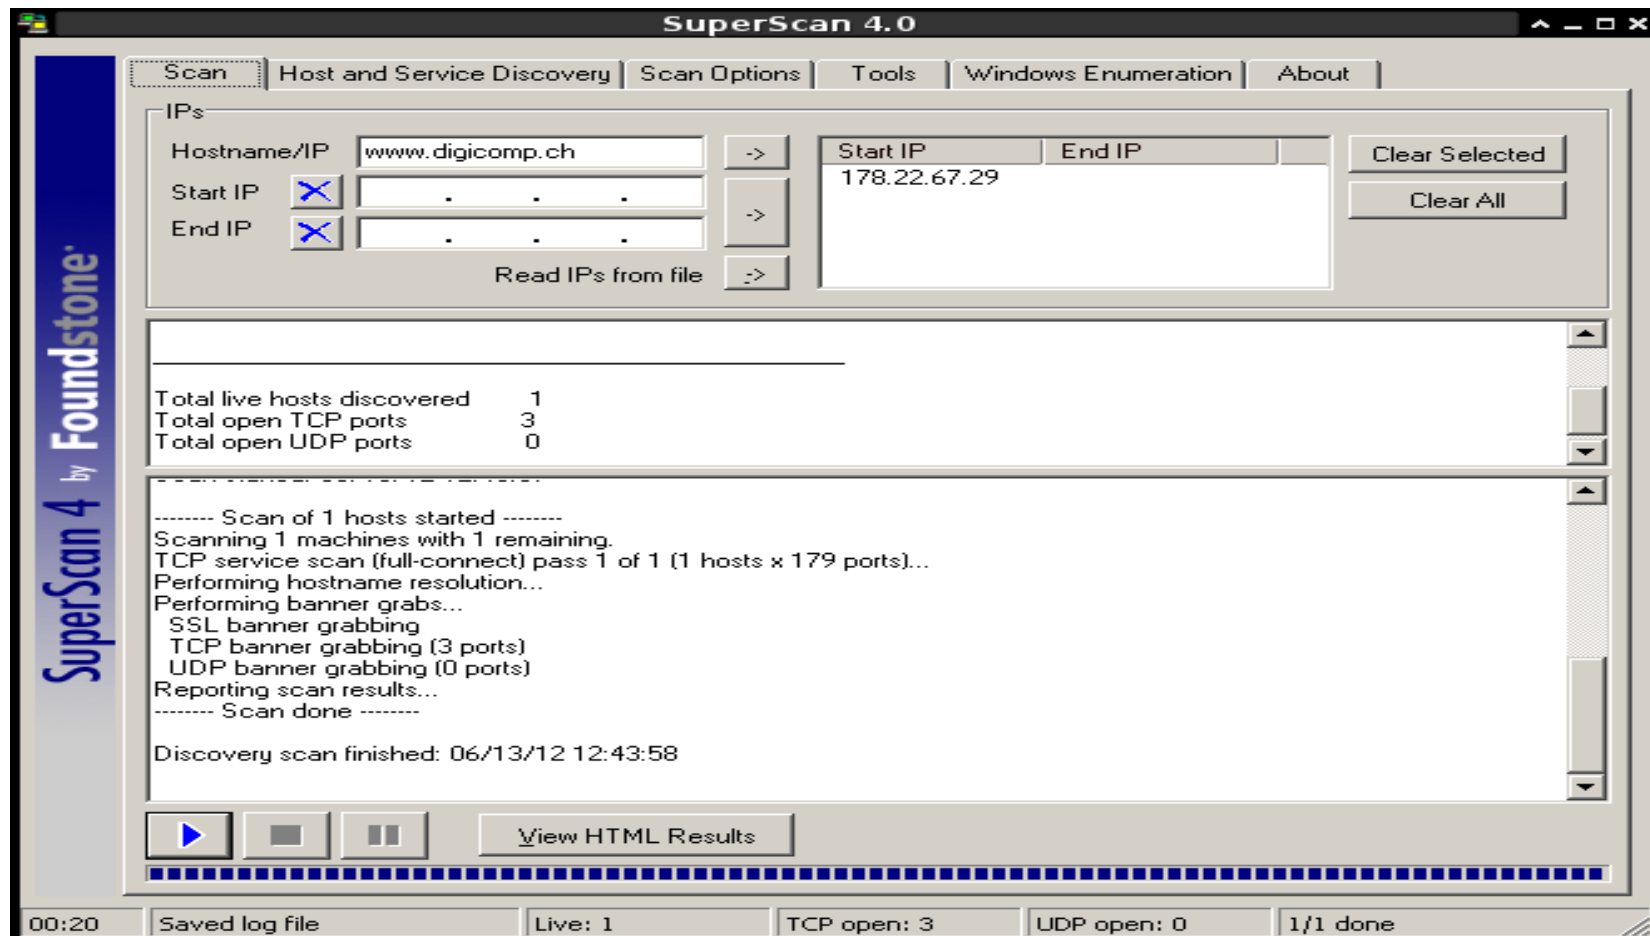 SuperScan 4.0
Scan
Host and Service Discovery
Scan Options
Tools
Windows Enumeration
About
IPs
Hostname/IP
www.digicomp.ch
->
Start IP
. . .
->
End IP
. . .
Read IPs from file
->
Start IP
End IP
178.22.67.29
Clear Selected
Clear All
SuperScan 4 by Foundstone
Total live hosts discovered 1
Total open TCP ports 3
Total open UDP ports 0
-------- Scan of 1 hosts started --------
Scanning 1 machines with 1 remaining.
TCP service scan (full-connect) pass 1 of 1 (1 hosts x 179 ports)...
Performing hostname resolution...
Performing banner grabs...
SSL banner grabbing
TCP banner grabbing (3 ports)
UDP banner grabbing (0 ports)
Reporting scan results...
-------- Scan done --------
Discovery scan finished: 06/13/12 12:43:58
View HTML Results
00:20
Saved log file
Live: 1
TCP open: 3
UDP open: 0
1/1 done